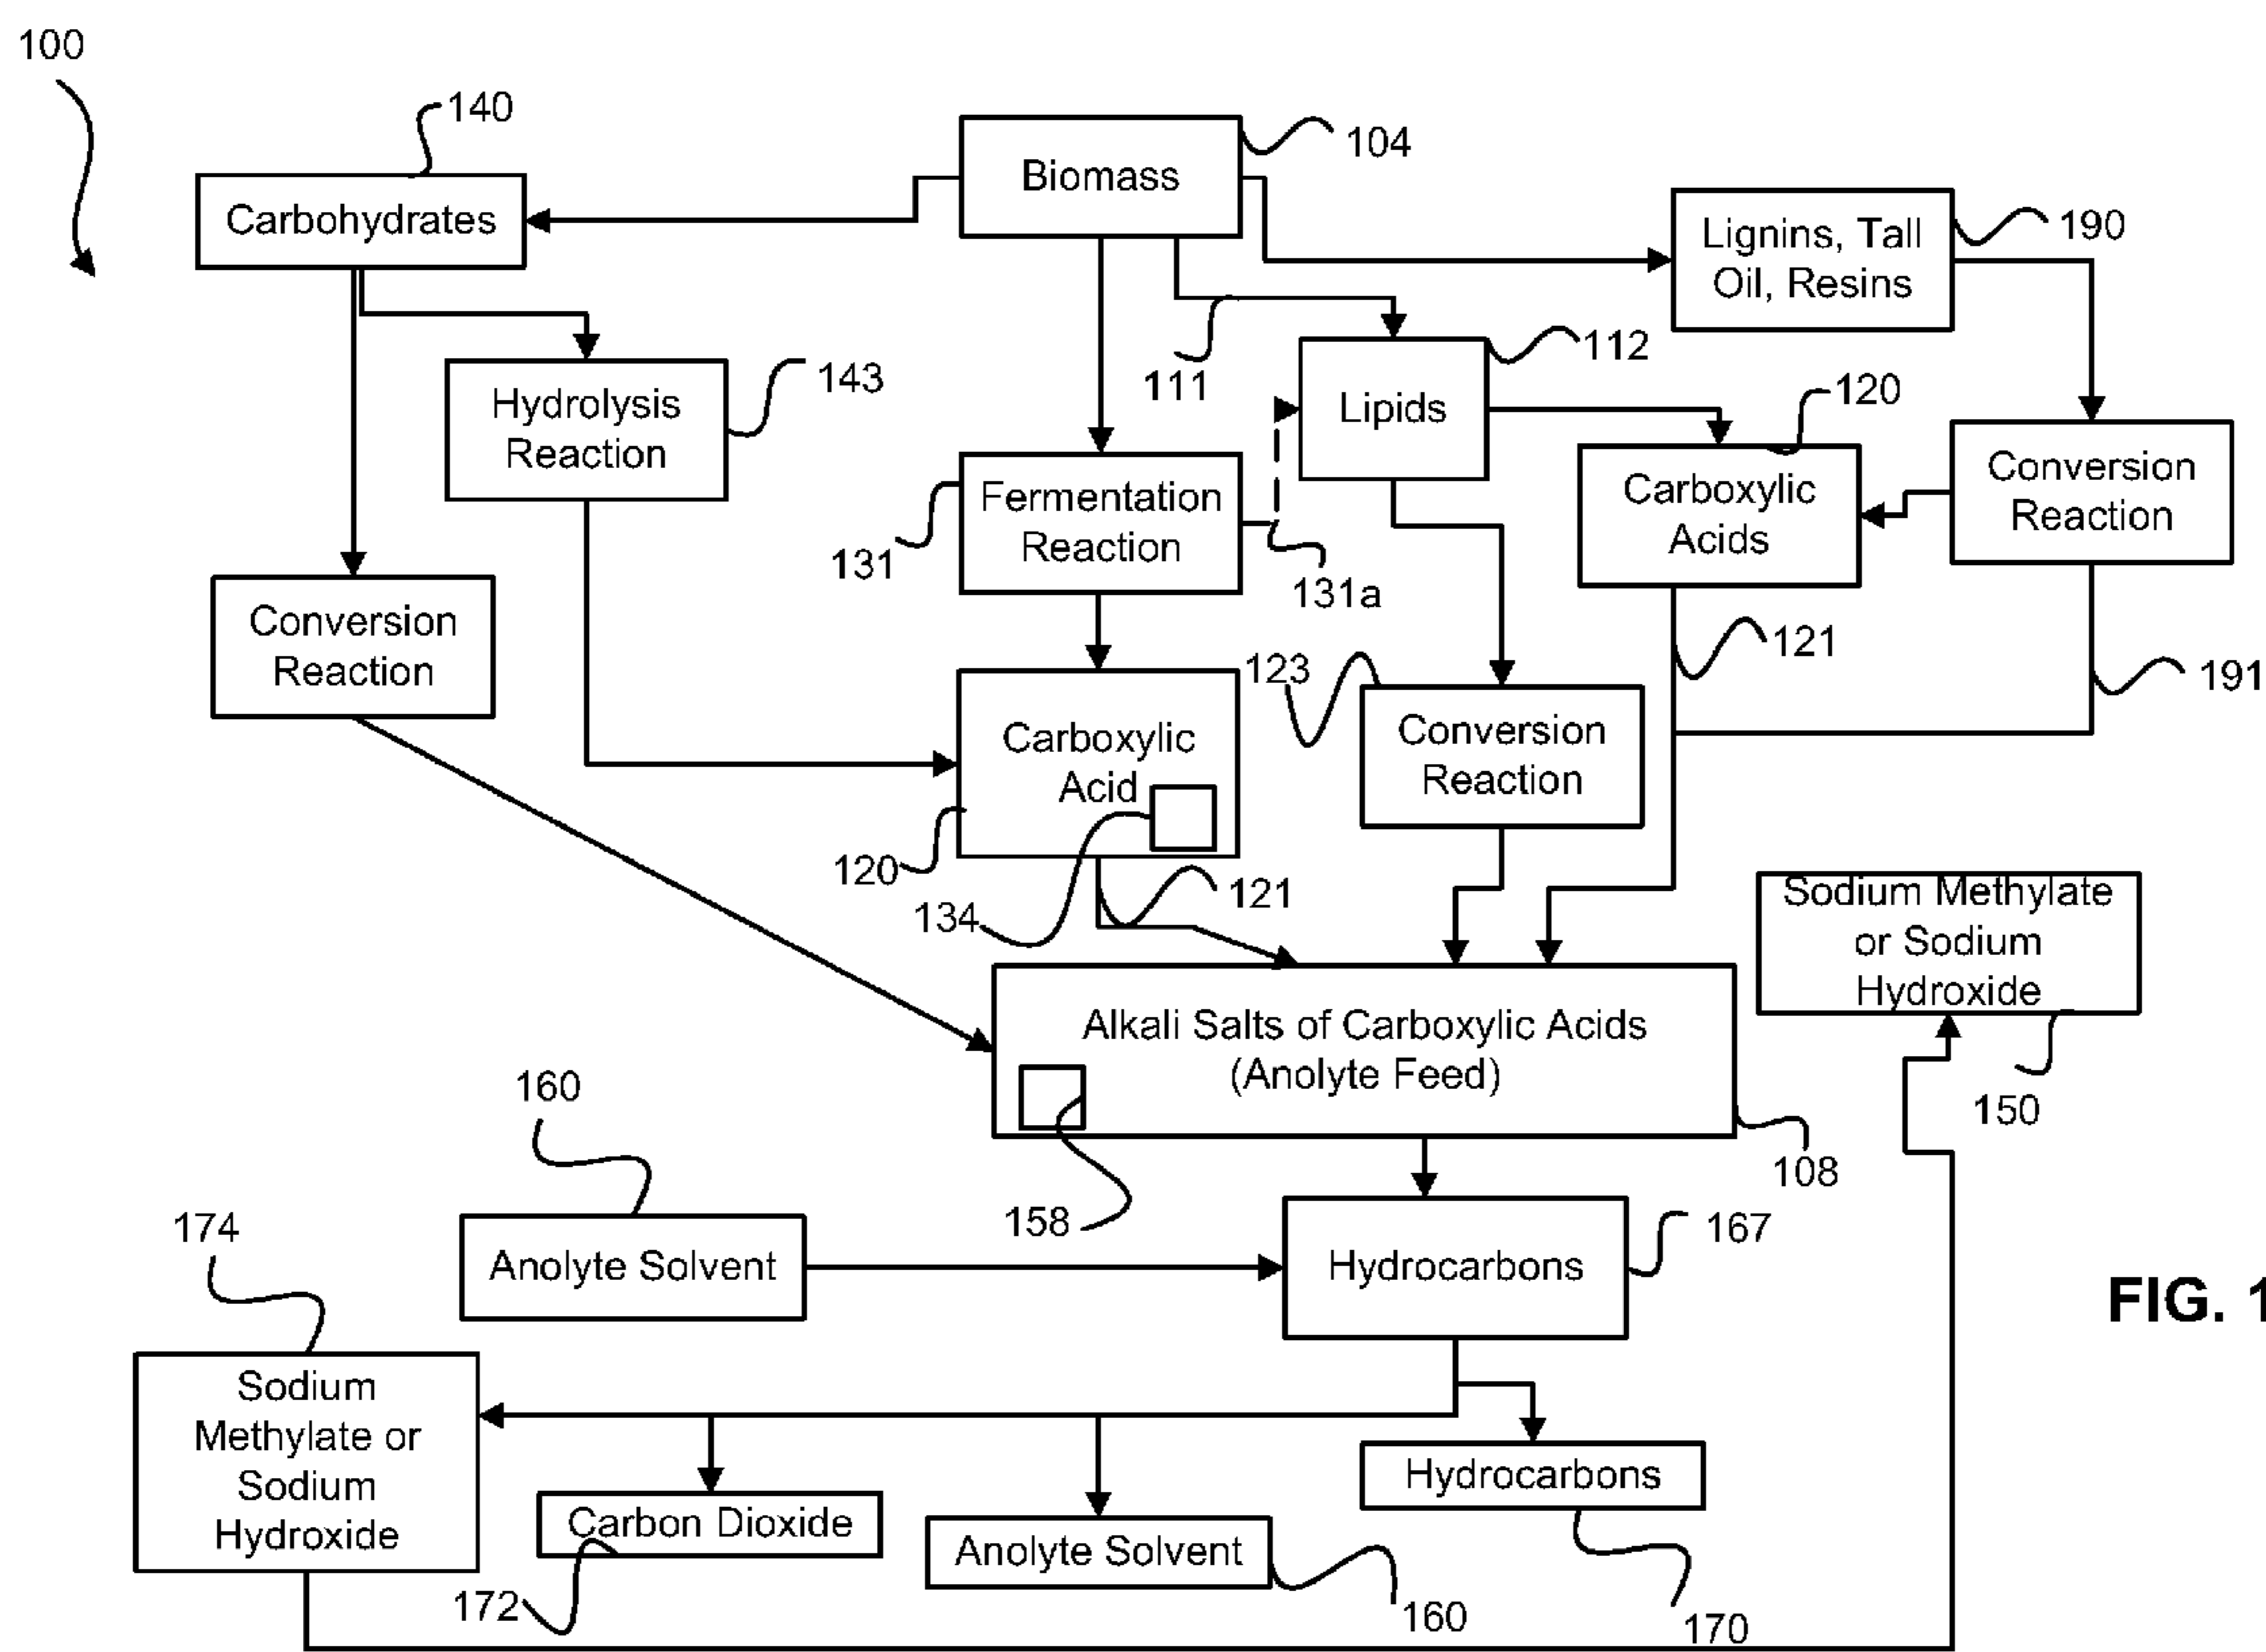 100
140
Carbohydrates
Biomass
104
Lignins, Tall
Oil, Resins
190
Hydrolysis
Reaction
143
111
Lipids
112
120
Carboxylic
Acids
Conversion
Reaction
Fermentation
Reaction
131
131a
Conversion
Reaction
121
191
123
Conversion
Reaction
Carboxylic
Acid
120
134
121
Sodium Methylate
or Sodium
Hydroxide
150
Alkali Salts of Carboxylic Acids
(Anolyte Feed)
108
158
160
Anolyte Solvent
Hydrocarbons
167
FIG. 1
174
Sodium
Methylate or
Sodium
Hydroxide
Carbon Dioxide
172
Anolyte Solvent
160
Hydrocarbons
170